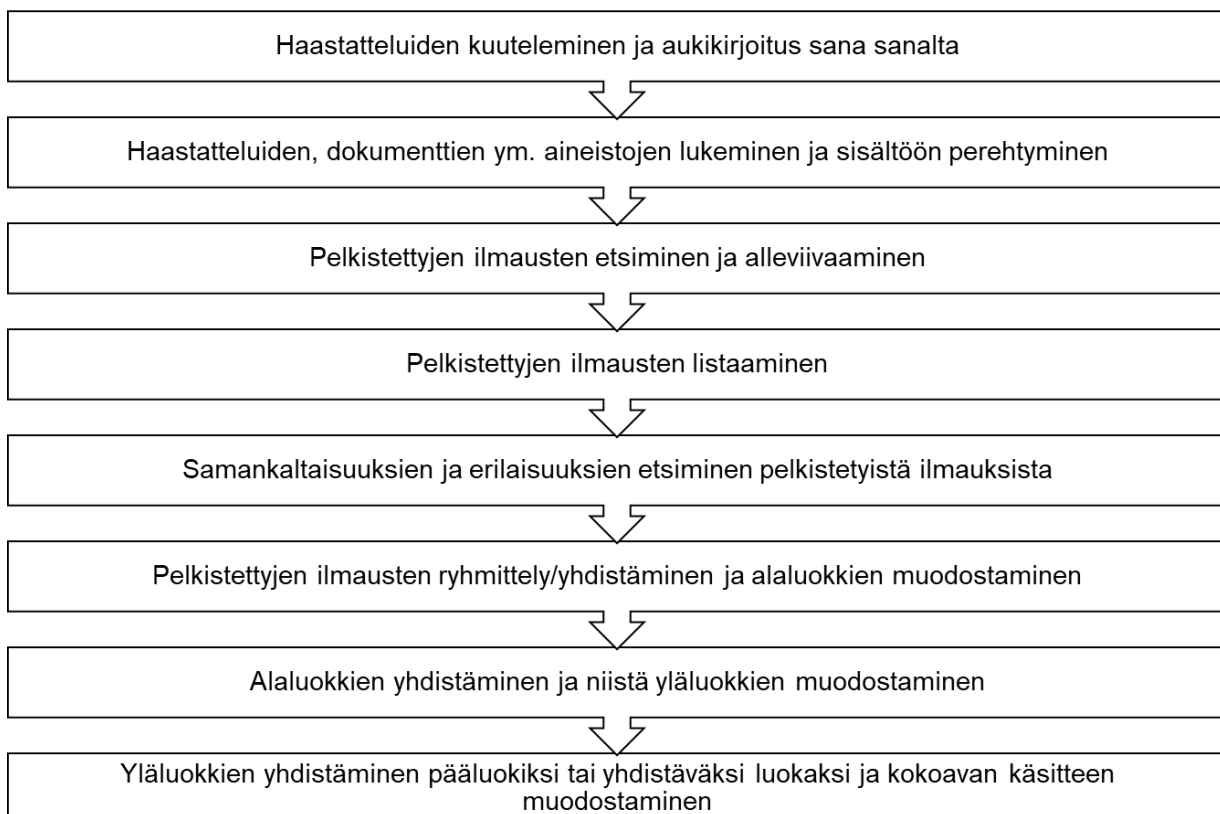 Haastatteluiden kuuteleminen ja aukikirjoitus sana sanalta
Haastatteluiden, dokumenttien ym. aineistojen lukeminen ja sisältöön perehtyminen
Pelkistettyjen ilmausten etsiminen ja alleviivaaminen
Pelkistettyjen ilmausten listaaminen
Samankaltaisuuksien ja erilaisuuksien etsiminen pelkistetyistä ilmauksista
Pelkistettyjen ilmausten ryhmittely/yhdistäminen ja alaluokkien muodostaminen
Alaluokkien yhdistäminen ja niistä yläluokkien muodostaminen
Yläluokkien yhdistäminen pääluokiksi tai yhdistäväksi luokaksi ja kokoavan käsitteen
muodostaminen